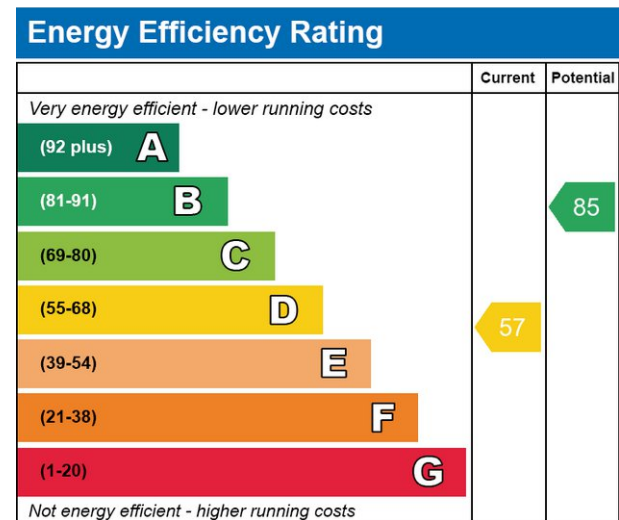 Energy Efficiency Rating
Current Potential
Very energy efficient - lower running costs
(92 plus) A
(81-91) B
85
(69-80) C
(55-68) D
57
(39-54) E
(21-38) F
(1-20) G
Not energy efficient - higher running costs